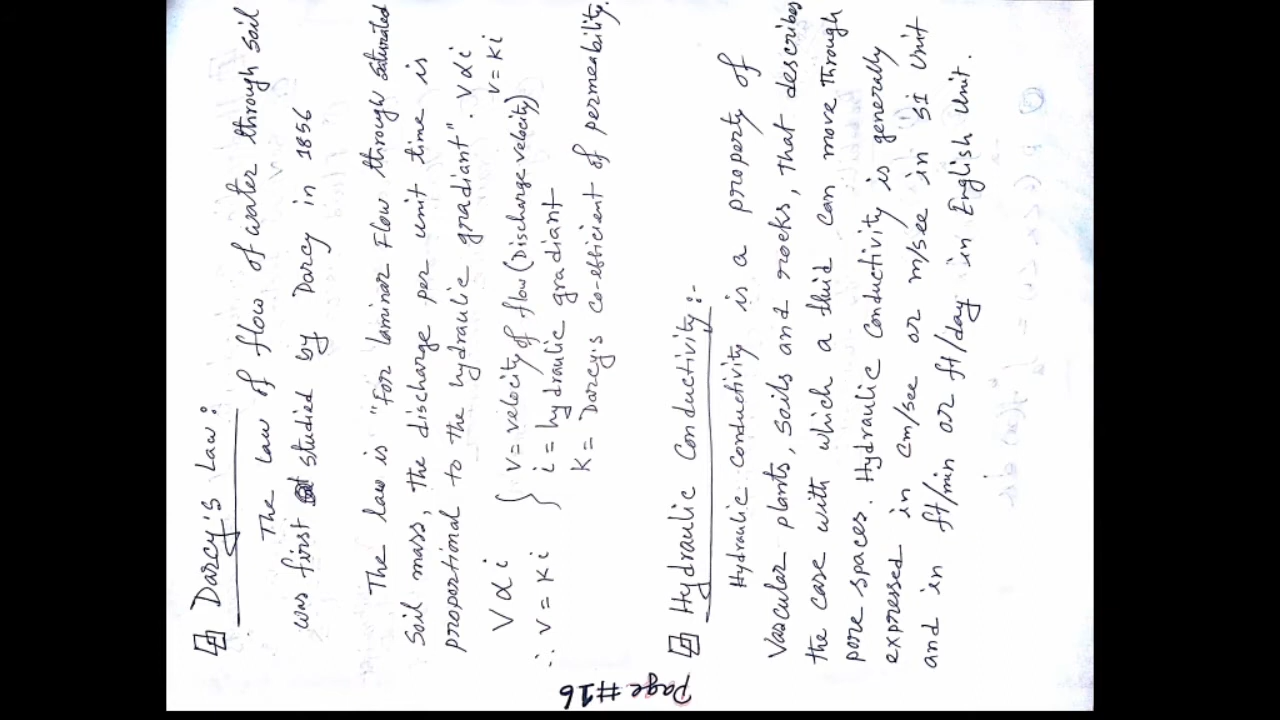 Darcy's Law:
The law of flow of water through soil
was first studied by Darcy in 1856
The law is "For laminar Flow through saturated
soil mass, the discharge per unit time is
proportional to the hydraulic gradiant". V α i
v = ki
V α i { v = velocity of flow (Discharge velocity)
∴ v = ki i = hydraulic gradiant
K = Darcy's co-efficient of permeability.
Hydraulic Conductivity:-
Hydraulic conductivity is a property of
Vascular plants, soils and rocks, that describes
the case with which a fluid can move through
pore spaces. Hydraulic Conductivity is generally
expressed in cm/see or m/see in SI unit
and in ft/min or ft/day in English unit.
Page #16